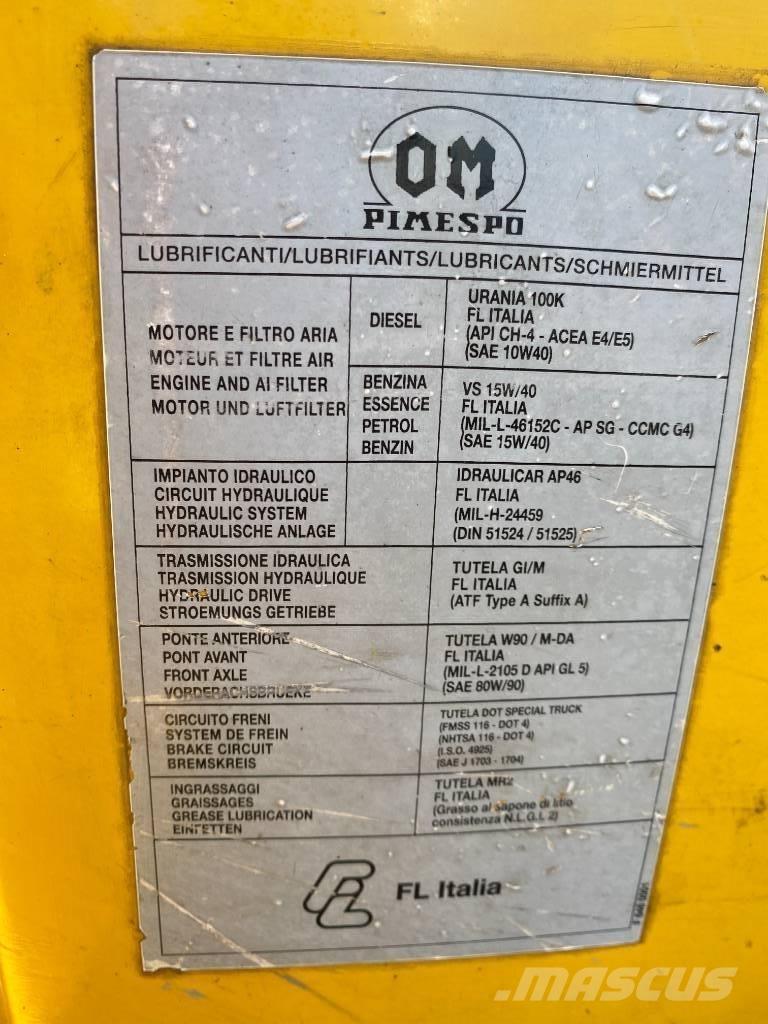 OM
PIMESPO
LUBRIFICANTI/LUBRIFIANTS/LUBRICANTS/SCHMIERMITTEL
MOTORE E FILTRO ARIA
MOTEUR ET FILTRE AIR
ENGINE AND AI FILTER
MOTOR UND LUFTFILTER
DIESEL
URANIA 100K
FL ITALIA
(API CH-4 - ACEA E4/E5)
(SAE 10W40)
BENZINA
ESSENCE
PETROL
BENZIN
VS 15W/40
FL ITALIA
(MIL-L-46152C - AP SG - CCMC G4)
(SAE 15W/40)
IMPIANTO IDRAULICO
CIRCUIT HYDRAULIQUE
HYDRAULIC SYSTEM
HYDRAULISCHE ANLAGE
IDRAULICAR AP46
FL ITALIA
(MIL-H-24459
(DIN 51524 / 51525)
TRASMISSIONE IDRAULICA
TRASMISSION HYDRAULIQUE
HYDRAULIC DRIVE
STROEMUNGS GETRIEBE
TUTELA GI/M
FL ITALIA
(ATF Type A Suffix A)
PONTE ANTERIORE
PONT AVANT
FRONT AXLE
VORDERACHSBRUEKE
TUTELA W90 / M-DA
FL ITALIA
(MIL-L-2105 D API GL 5)
(SAE 80W/90)
CIRCUITO FRENI
SYSTEM DE FREIN
BRAKE CIRCUIT
BREMSKREIS
TUTELA DOT SPECIAL TRUCK
(FMSS 116 - DOT 4)
(NHTSA 116 - DOT 4)
(I.S.O. 4925)
(SAE J 1703 - 1704)
INGRASSAGGI
GRAISSAGES
GREASE LUBRICATION
EINFETTEN
TUTELA MR2
FL ITALIA
(Grasso al sapone di litio
consistenza N.L.G.I. 2)
FL Italia
MASCUS